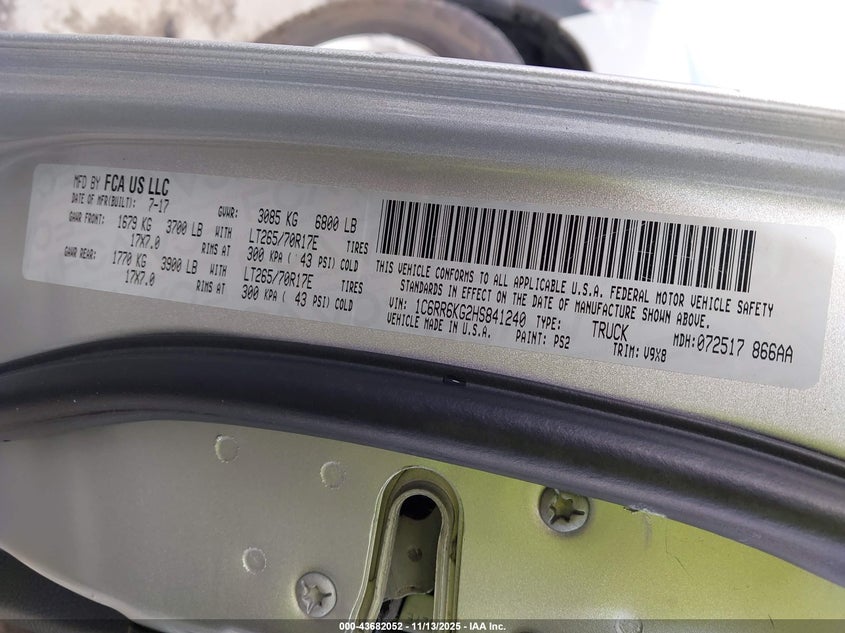 MFD BY FCA US LLC
DATE OF MFR(BUILT): 7-17 GVWR: 3085 KG 6800 LB
GAWR FRONT: 1679 KG 3700 LB WITH LT265/70R17E TIRES
17X7.0 RIMS AT 300 KPA ( 43 PSI) COLD
GAWR REAR: 1770 KG 3900 LB WITH LT265/70R17E TIRES
17X7.0 RIMS AT 300 KPA ( 43 PSI) COLD
THIS VEHICLE CONFORMS TO ALL APPLICABLE U.S.A. FEDERAL MOTOR VEHICLE SAFETY
STANDARDS IN EFFECT ON THE DATE OF MANUFACTURE SHOWN ABOVE.
VIN: 1C6RR6KG2HS841240 TYPE: TRUCK MDH:072517 866AA
VEHICLE MADE IN U.S.A. PAINT: PS2 TRIM: V9X8
000-43682052 - 11/13/2025 - IAA Inc.